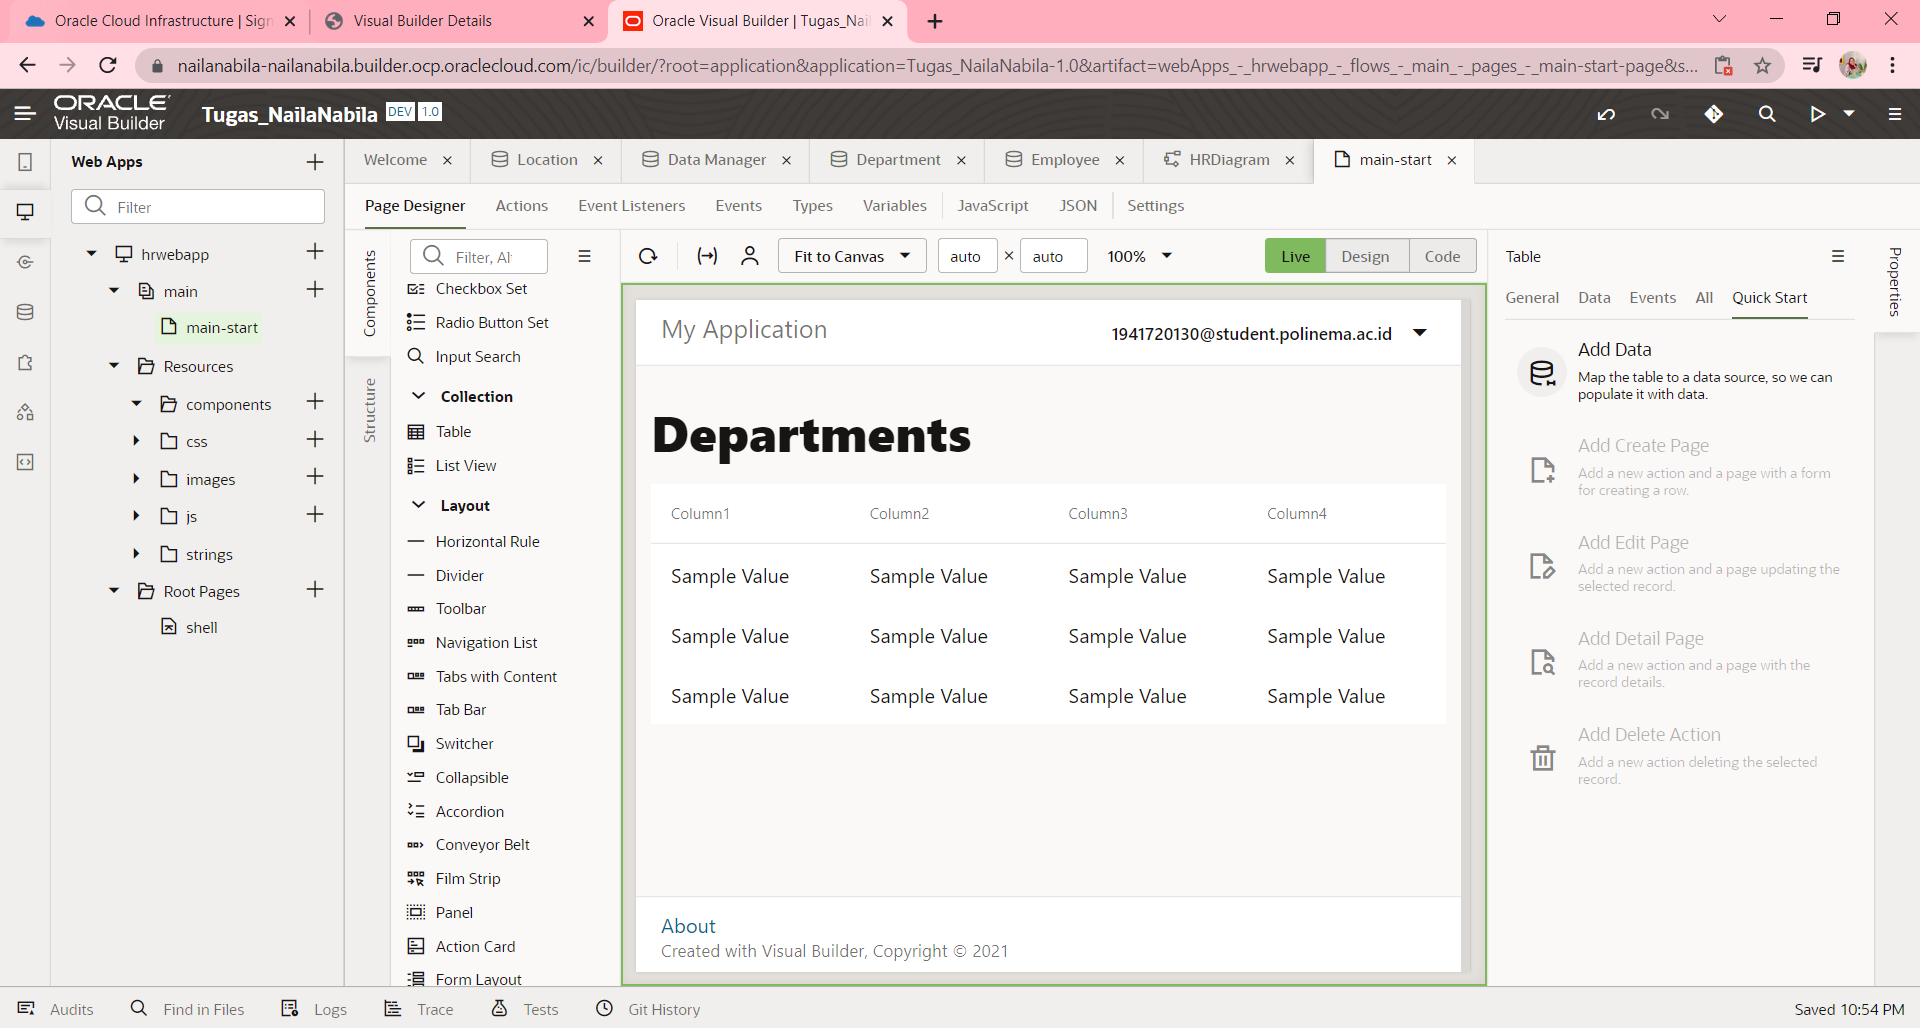 Oracle Cloud Infrastructure | Sign
Visual Builder Details
Oracle Visual Builder | Tugas_Nail
nailanabila-nailanabila.builder.ocp.oraclecloud.com/ic/builder/?root=application&application=Tugas_NailaNabila-1.0&artifact=webApps_-_hrwebapp_-_flows_-_main_-_pages_-_main-start-page&s...
ORACLE
Visual Builder
Tugas_NailaNabila DEV 1.0
Web Apps
Welcome
Location
Data Manager
Department
Employee
HRDiagram
main-start
Filter
Page Designer
Actions
Event Listeners
Events
Types
Variables
JavaScript
JSON
Settings
hrwebapp
main
main-start
Resources
components
css
images
js
strings
Root Pages
shell
Components
Structure
Filter, Al
Checkbox Set
Radio Button Set
Input Search
Collection
Table
List View
Layout
Horizontal Rule
Divider
Toolbar
Navigation List
Tabs with Content
Tab Bar
Switcher
Collapsible
Accordion
Conveyor Belt
Film Strip
Panel
Action Card
Form Layout
Fit to Canvas
auto × auto
100%
Live
Design
Code
My Application
1941720130@student.polinema.ac.id
Departments
Column1 Column2 Column3 Column4
Sample Value Sample Value Sample Value Sample Value
Sample Value Sample Value Sample Value Sample Value
Sample Value Sample Value Sample Value Sample Value
About
Created with Visual Builder, Copyright © 2021
Table
General
Data
Events
All
Quick Start
Properties
Add Data
Map the table to a data source, so we can
populate it with data.
Add Create Page
Add a new action and a page with a form
for creating a row.
Add Edit Page
Add a new action and a page updating the
selected record.
Add Detail Page
Add a new action and a page with the
record details.
Add Delete Action
Add a new action deleting the selected
record.
Audits
Find in Files
Logs
Trace
Tests
Git History
Saved 10:54 PM